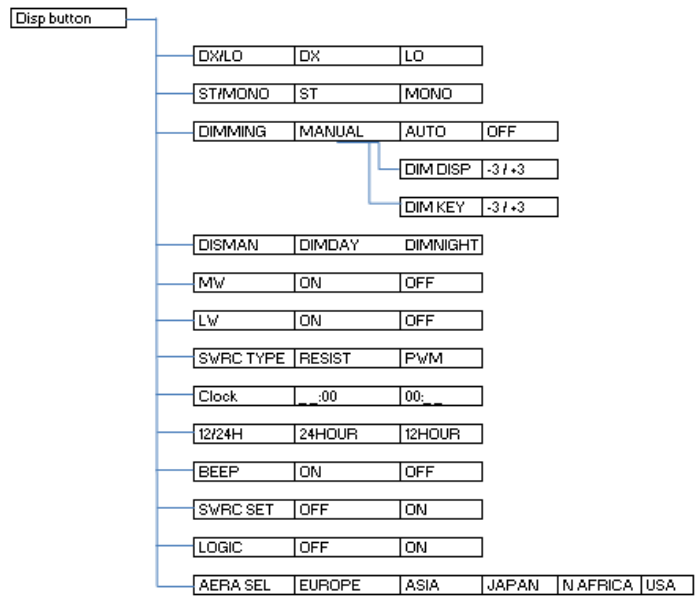 Disp button
DX/LO DX LO
ST/MONO ST MONO
DIMMING MANUAL AUTO OFF
DIM DISP -3 / +3
DIM KEY -3 / +3
DISMAN DIMDAY DIMNIGHT
MW ON OFF
LW ON OFF
SWRC TYPE RESIST PWM
Clock _ _:00 00:_ _
12/24H 24HOUR 12HOUR
BEEP ON OFF
SWRC SET OFF ON
LOGIC OFF ON
AERA SEL EUROPE ASIA JAPAN N AFRICA USA